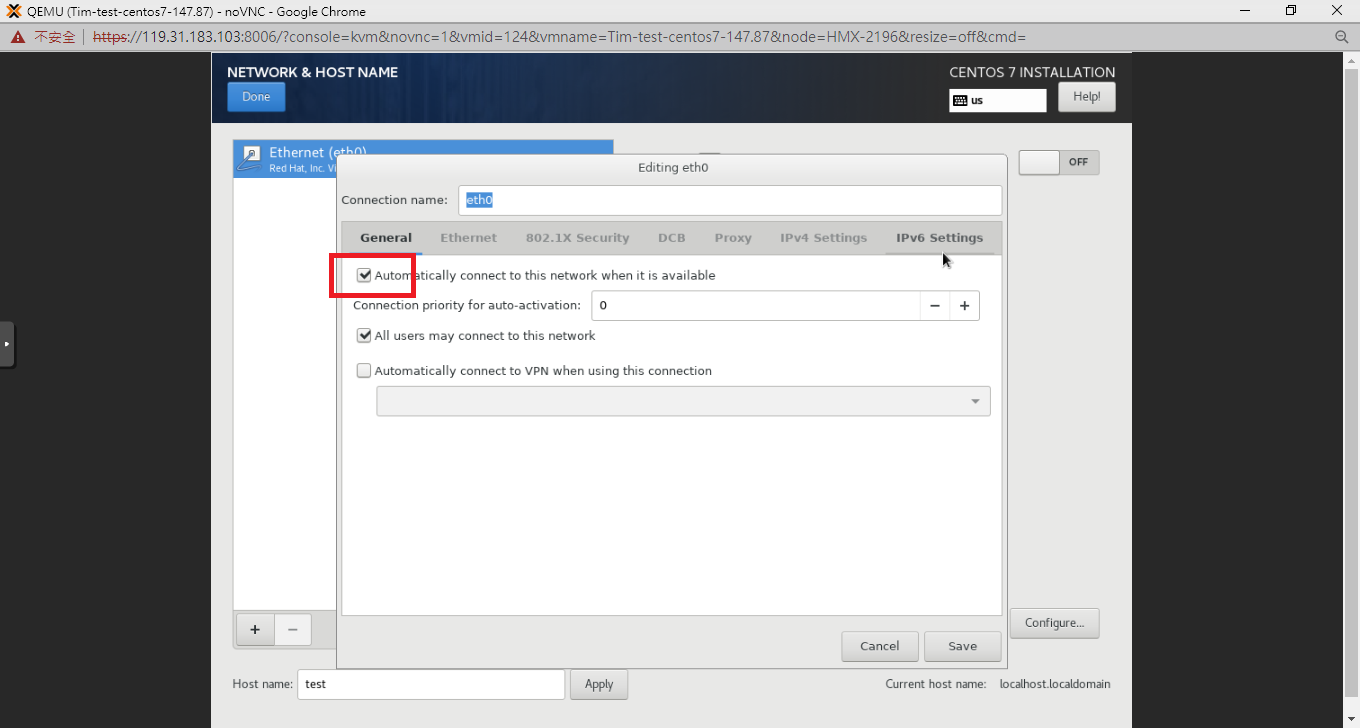 QEMU (Tim-test-centos7-147.87) - noVNC - Google Chrome
不安全 | https://119.31.183.103:8006/?console=kvm&novnc=1&vmid=124&vmname=Tim-test-centos7-147.87&node=HMX-2196&resize=off&cmd=
NETWORK & HOST NAME
CENTOS 7 INSTALLATION
Done
us
Help!
Ethernet (eth0)
Red Hat, Inc. Vi
OFF
Editing eth0
Connection name: eth0
General Ethernet 802.1X Security DCB Proxy IPv4 Settings IPv6 Settings
Automatically connect to this network when it is available
Connection priority for auto-activation: 0 − +
All users may connect to this network
Automatically connect to VPN when using this connection
+ −
Configure...
Cancel Save
Host name: test Apply
Current host name: localhost.localdomain